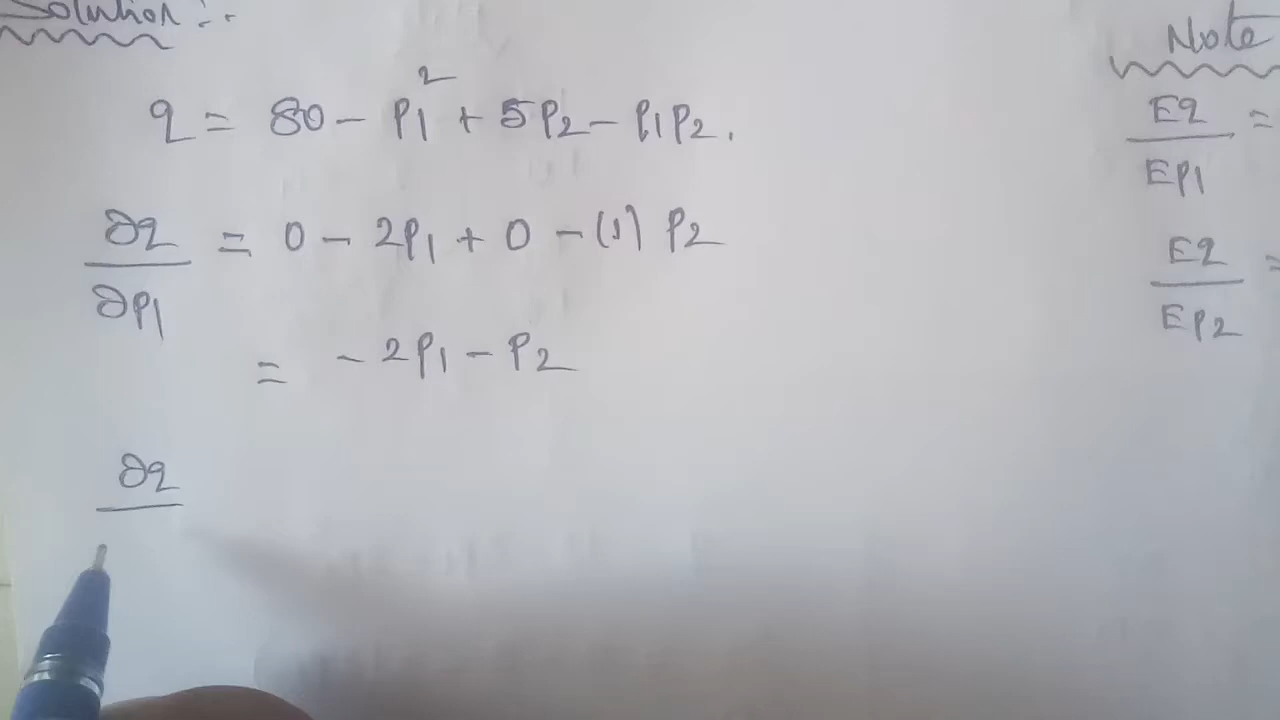 Solution :-
q = 80 - P1² + 5P2 - P1P2.
∂q/∂P1 = 0 - 2P1 + 0 - (1) P2
= - 2P1 - P2
∂q
Note
Eq/EP1 =
Eq/EP2 =